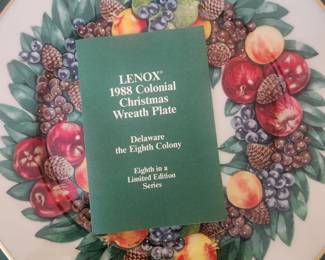 LENOX®
1988 Colonial
Christmas
Wreath Plate
Delaware
the Eighth Colony
Eighth in a
Limited Edition
Series